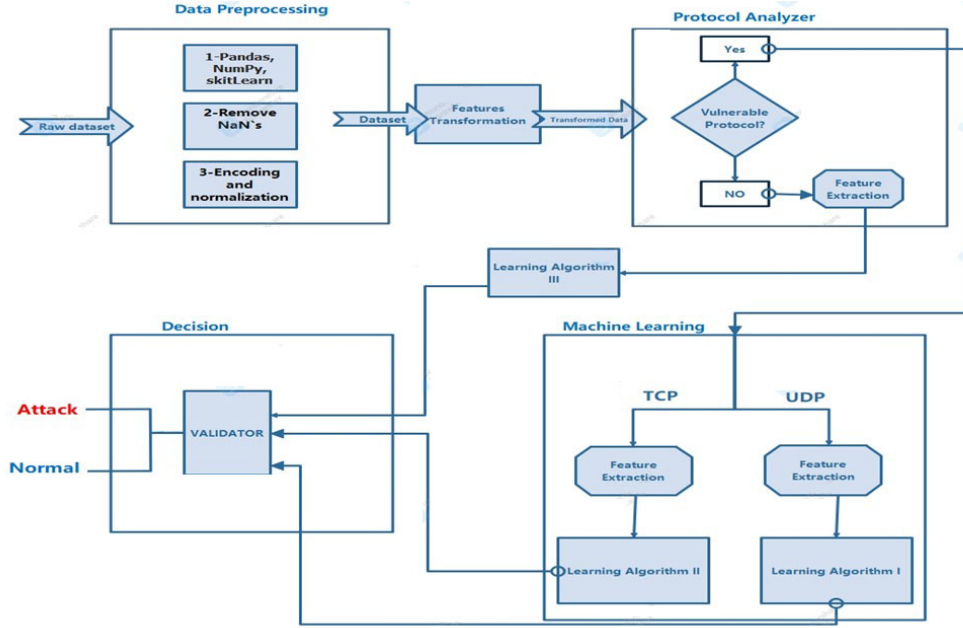 Data Preprocessing
Protocol Analyzer
1-Pandas,
NumPy,
skitLearn
Yes
Raw dataset
2-Remove
NaN`s
Dataset
Features
Transformation
Transformed Data
Vulnerable
Protocol?
3-Encoding
and
normalization
NO
Feature
Extraction
Learning Algorithm
III
Decision
Machine Learning
Attack
Normal
VALIDATOR
TCP
UDP
Feature
Extraction
Feature
Extraction
Learning Algorithm II
Learning Algorithm I